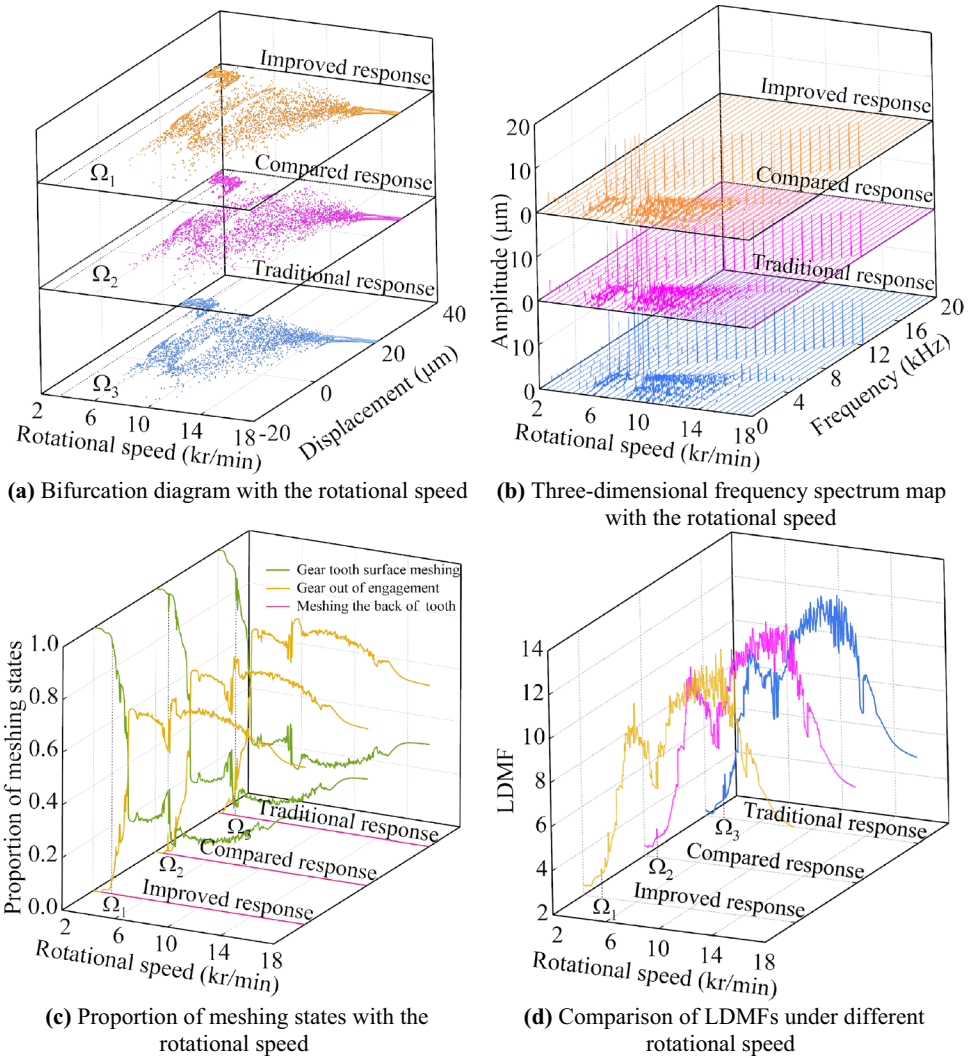 Improved response
Compared response
Traditional response
Ω1
Ω2
Ω3
40
20
0
-20
Displacement (μm)
2
6
10
14
18
Rotational speed (kr/min)
(a) Bifurcation diagram with the rotational speed
20
10
0
10
0
10
0
Amplitude (μm)
Improved response
Compared response
Traditional response
20
16
12
8
4
0
Frequency (kHz)
2
6
10
14
18
Rotational speed (kr/min)
(b) Three-dimensional frequency spectrum map
with the rotational speed
Gear tooth surface meshing
Gear out of engagement
Meshing the back of tooth
1.0
0.8
0.6
0.4
0.2
0.0
Proportion of meshing states
Ω3
Traditional response
Ω2
Compared response
Ω1
Improved response
2
6
10
14
18
Rotational speed (kr/min)
(c) Proportion of meshing states with the
rotational speed
14
12
10
8
6
4
2
LDMF
Ω3
Traditional response
Ω2
Compared response
Ω1
Improved response
2
6
10
14
18
Rotational speed (kr/min)
(d) Comparison of LDMFs under different
rotational speed